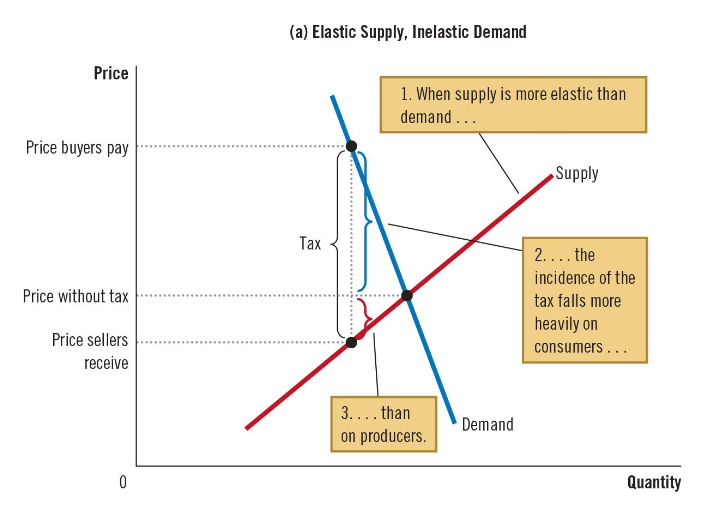 (a) Elastic Supply, Inelastic Demand
Price
1. When supply is more elastic than
demand . . .
Price buyers pay
Supply
Tax
2. . . . the
incidence of the
tax falls more
heavily on
consumers . . .
Price without tax
Price sellers
receive
3. . . . than
on producers.
Demand
0
Quantity